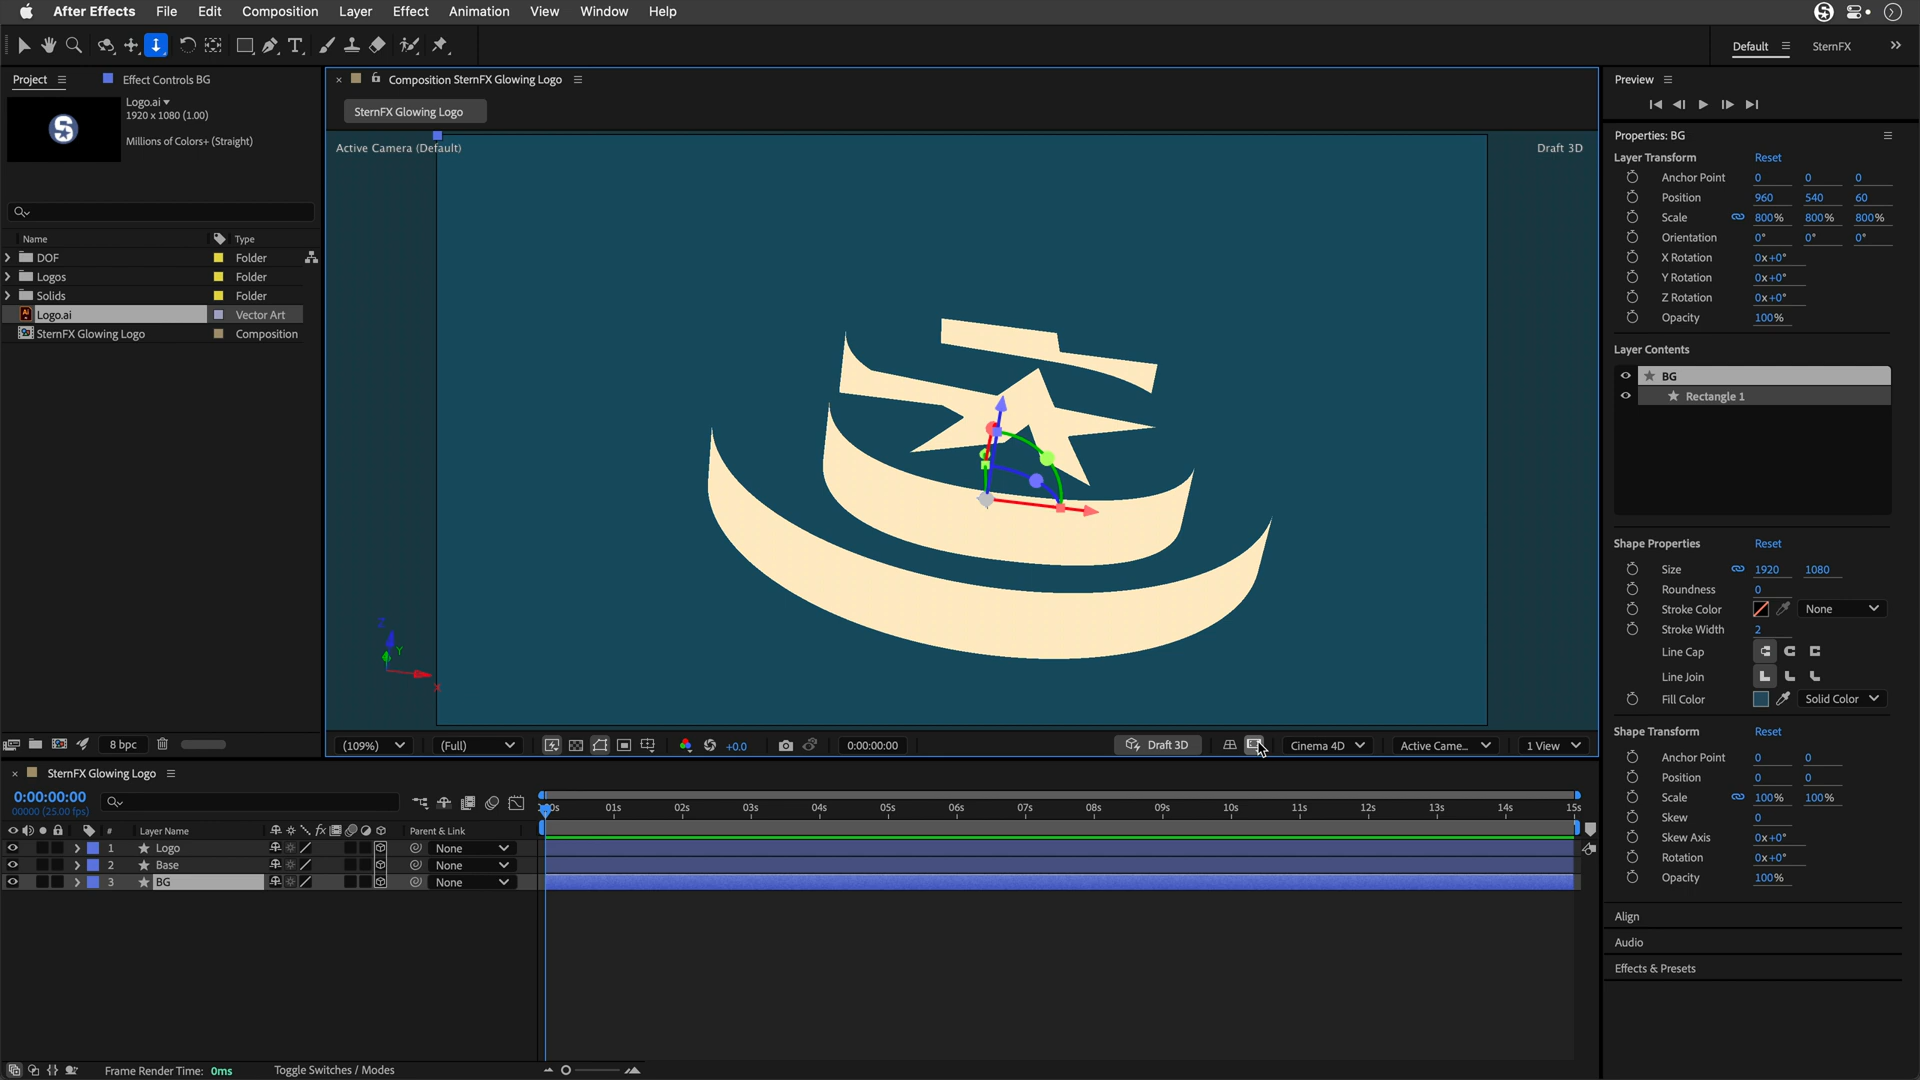 After Effects File Edit Composition Layer Effect Animation View Window Help
Default SternFX
Project Effect Controls BG
Logo.ai
1920 x 1080 (1.00)
Millions of Colors+ (Straight)
Name Type
DOF Folder
Logos Folder
Solids Folder
Logo.ai Vector Art
SternFX Glowing Logo Composition
8 bpc
Composition SternFX Glowing Logo
SternFX Glowing Logo
Active Camera (Default) Draft 3D
Z
Y
X
(109%) (Full) +0.0 0:00:00:00 Draft 3D Cinema 4D Active Came... 1 View
Preview
Properties: BG
Layer Transform Reset
Anchor Point 0 0 0
Position 960 540 60
Scale 800% 800% 800%
Orientation 0° 0° 0°
X Rotation 0x+0°
Y Rotation 0x+0°
Z Rotation 0x+0°
Opacity 100%
Layer Contents
BG
Rectangle 1
Shape Properties Reset
Size 1920 1080
Roundness 0
Stroke Color None
Stroke Width 2
Line Cap
Line Join
Fill Color Solid Color
Shape Transform Reset
Anchor Point 0 0
Position 0 0
Scale 100% 100%
Skew 0
Skew Axis 0x+0°
Rotation 0x+0°
Opacity 100%
Align
Audio
Effects & Presets
SternFX Glowing Logo
0:00:00:00
00000 (25.00 fps)
01s 02s 03s 04s 05s 06s 07s 08s 09s 10s 11s 12s 13s 14s 15s
# Layer Name fx Parent & Link
1 Logo None
2 Base None
3 BG None
Frame Render Time: 0ms Toggle Switches / Modes